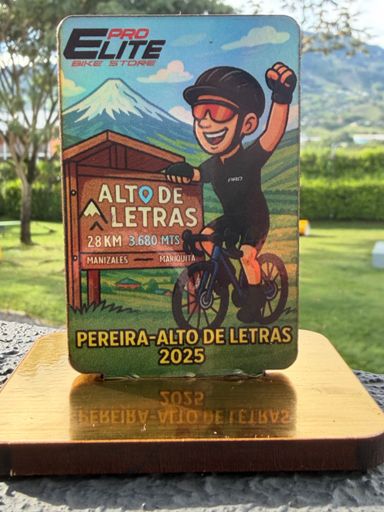 PRO
ELITE
BIKE STORE
ALTO DE
LETRAS
28 KM 3.680 MTS
MANIZALES — MARIQUITA
PRO
PEREIRA-ALTO DE LETRAS
2025